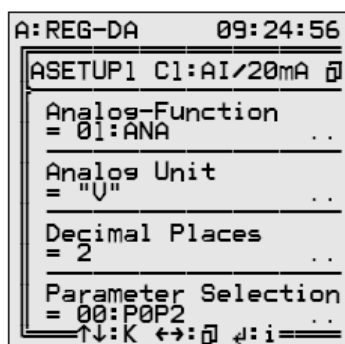 A:REG-DA 09:24:56
ASETUP1 C1:AI/20mA
Analog-Function
= 01:ANA ..
Analog Unit
= "V" ..
Decimal Places
= 2 ..
Parameter Selection
= 00:P0P2 ..
↑↓:K ←→:🗇 ↲:i